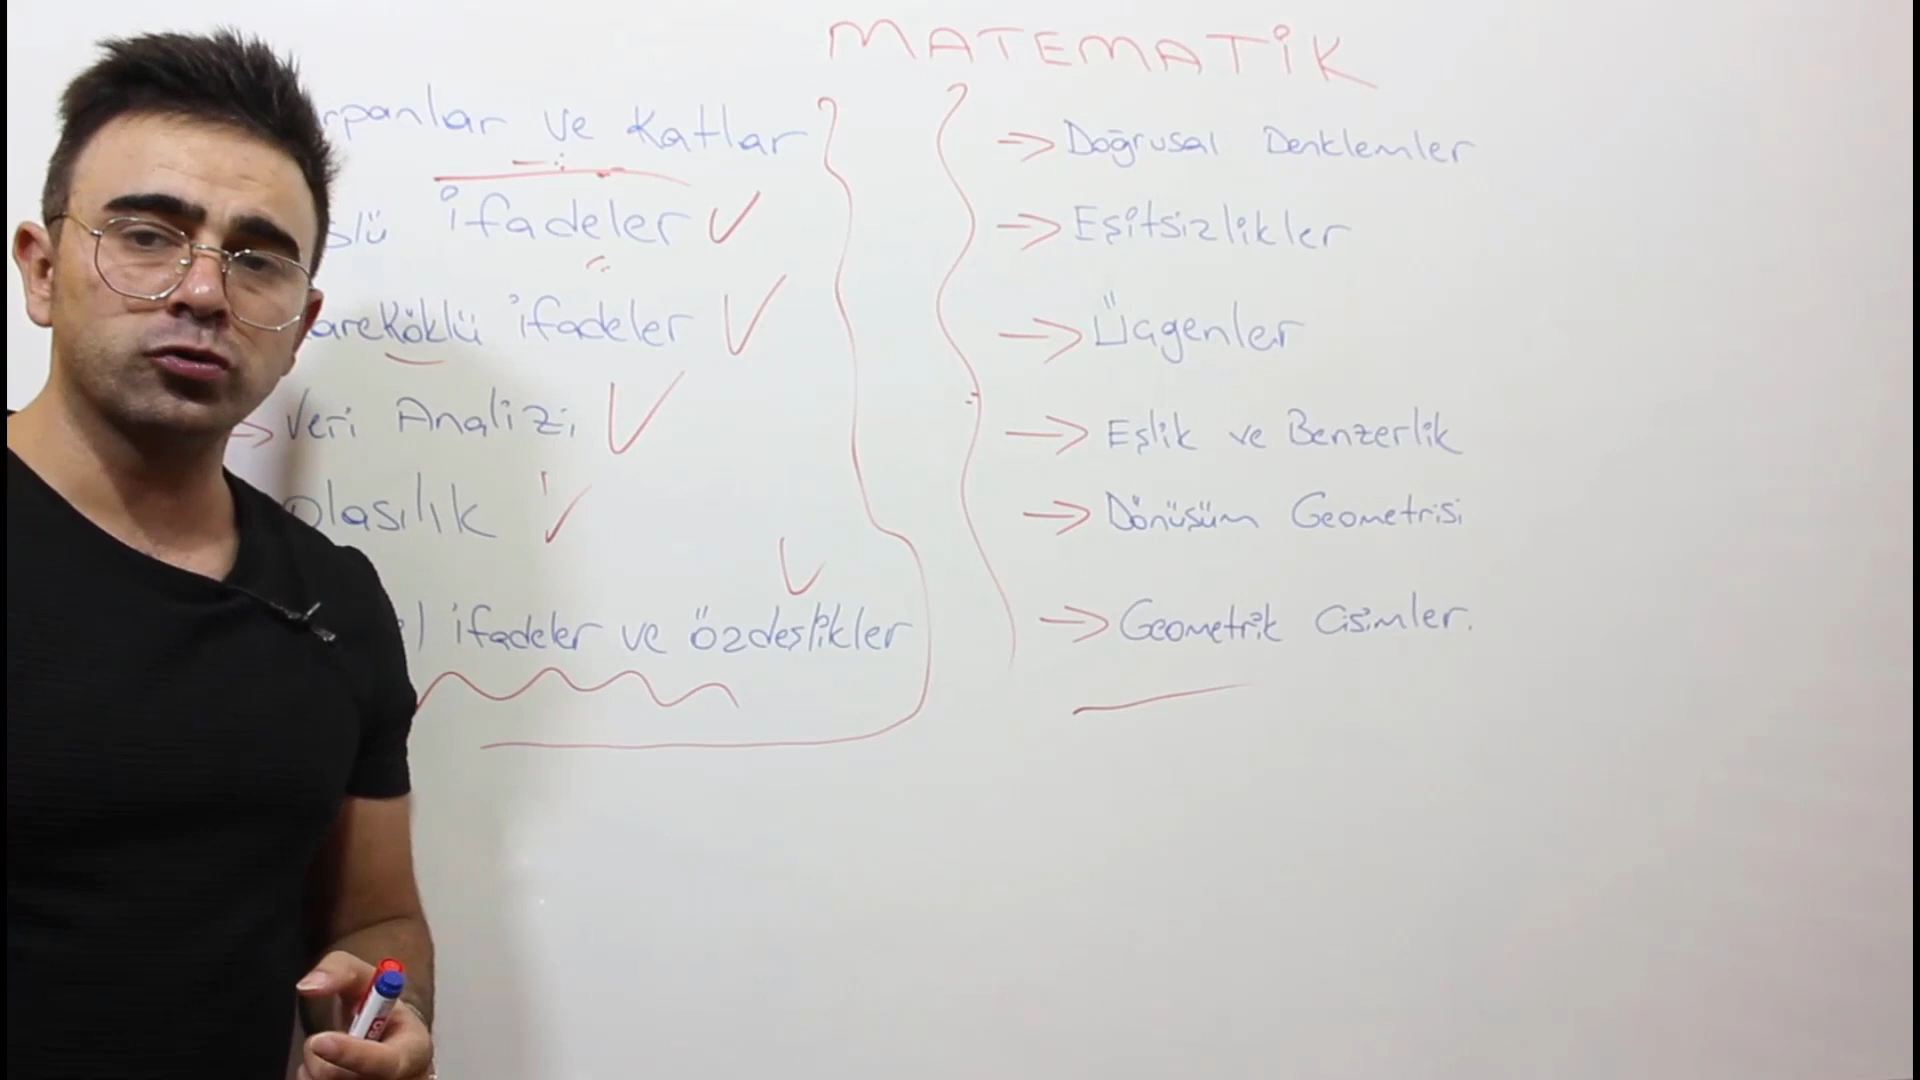 MATEMATİK
rpanlar ve Katlar
slü İfadeler
areKöklü ifadeler
Veri Analizi
Olasılık
) İfadeler ve Özdeşlikler
Doğrusal Denklemler
Eşitsizlikler
Üçgenler
Eşlik ve Benzerlik
Dönüşüm Geometrisi
Geometrik Cisimler.